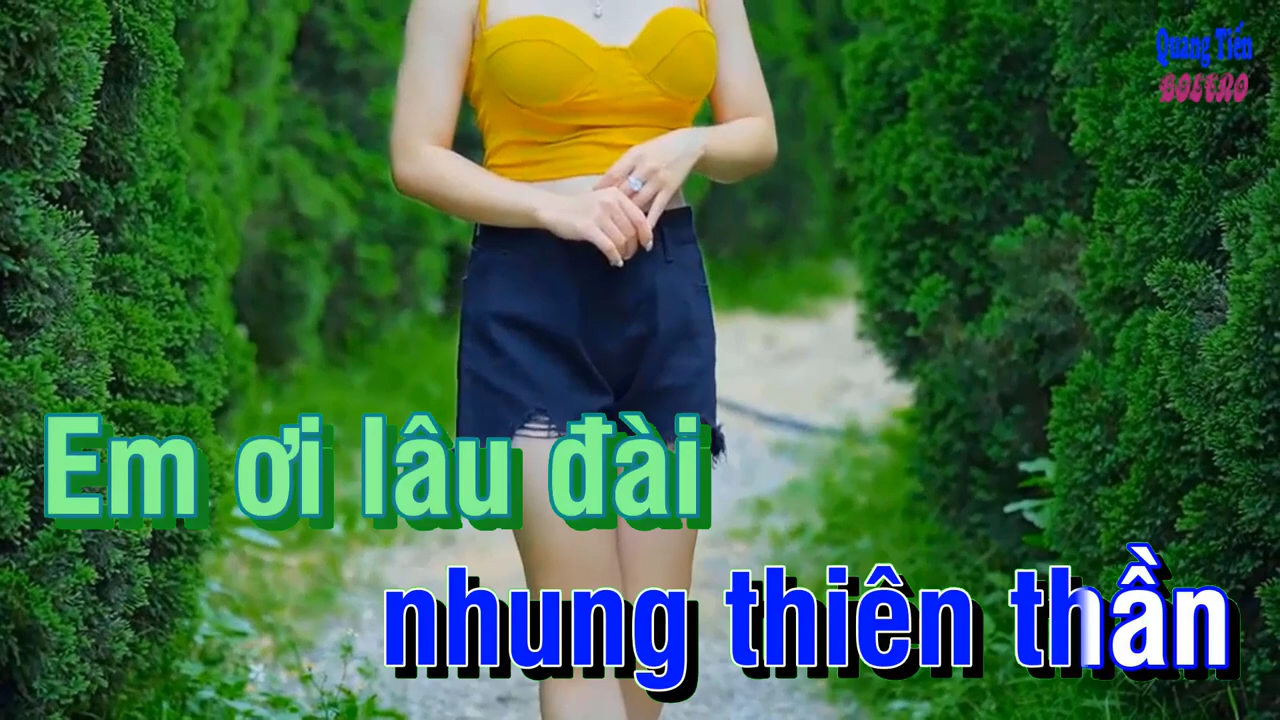 Quang Tiến
BOLERO
Em ơi lâu đài
nhung thiên thần